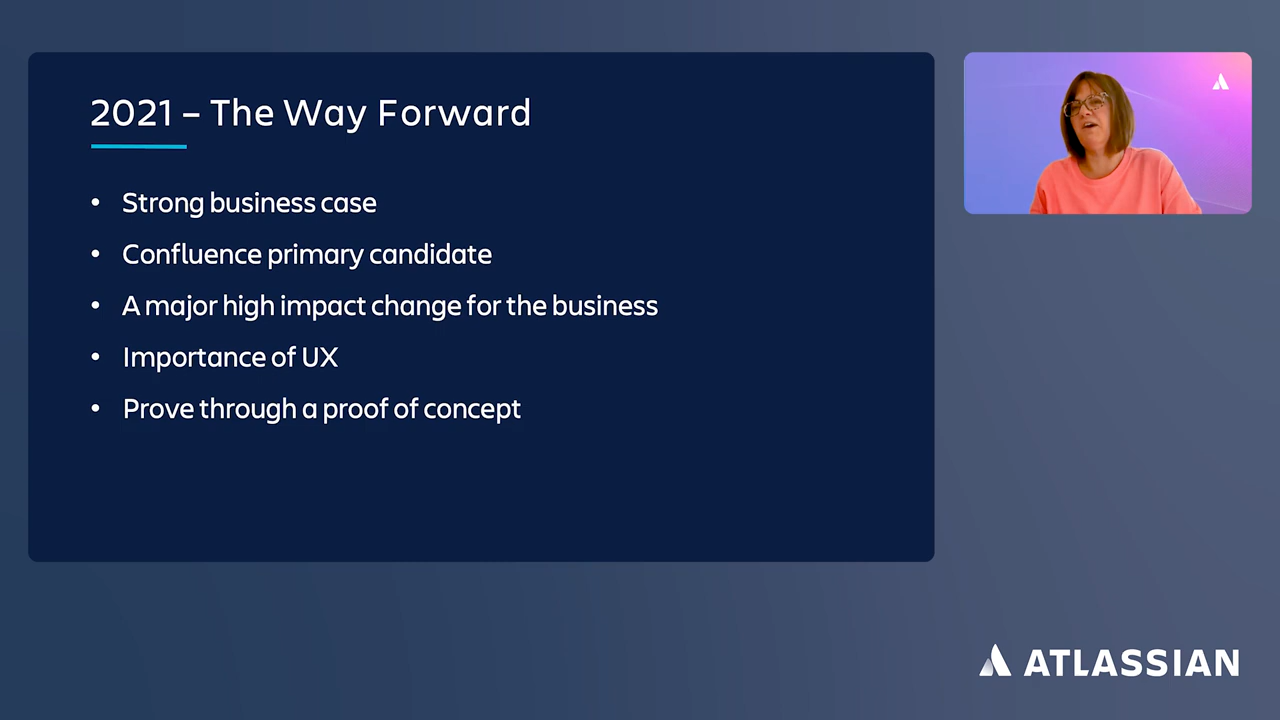 2021 – The Way Forward
• Strong business case
• Confluence primary candidate
• A major high impact change for the business
• Importance of UX
• Prove through a proof of concept
ATLASSIAN